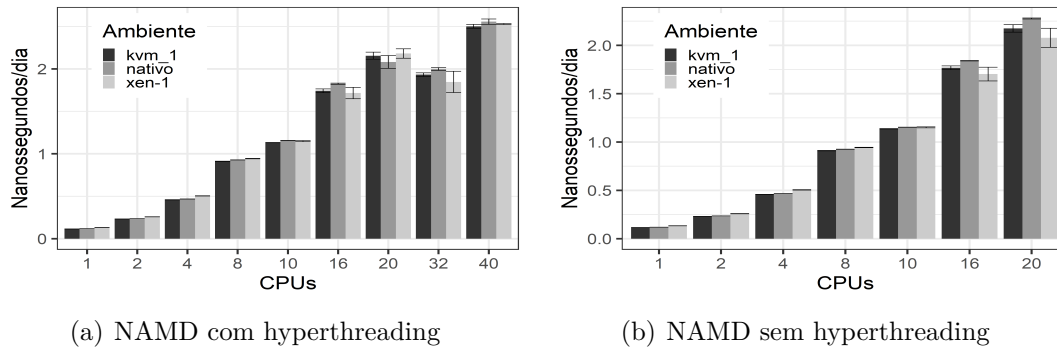 Nanossegundos/dia
2
1
0
Ambiente
kvm_1
nativo
xen-1
1 2 4 8 10 16 20 32 40
CPUs
(a) NAMD com hyperthreading
Nanossegundos/dia
2.0
1.5
1.0
0.5
0.0
Ambiente
kvm_1
nativo
xen-1
1 2 4 8 10 16 20
CPUs
(b) NAMD sem hyperthreading